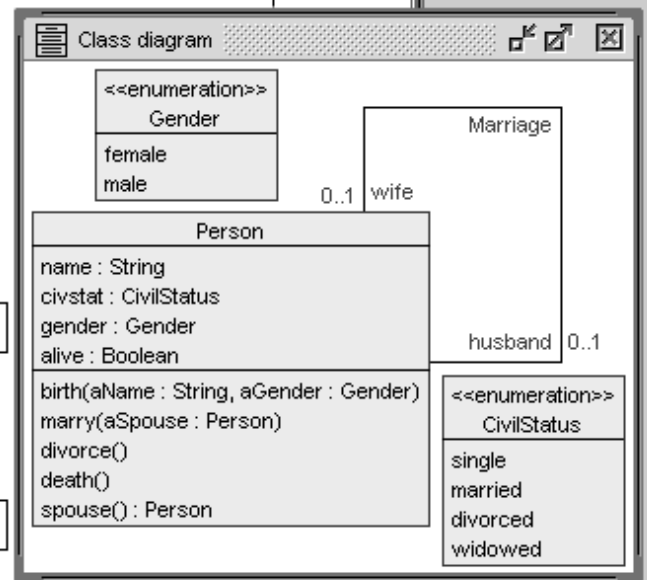 Class diagram
<<enumeration>>
Gender
female
male
Marriage
0..1 wife
Person
name : String
civstat : CivilStatus
gender : Gender
alive : Boolean
husband 0..1
birth(aName : String, aGender : Gender)
marry(aSpouse : Person)
divorce()
death()
spouse() : Person
<<enumeration>>
CivilStatus
single
married
divorced
widowed